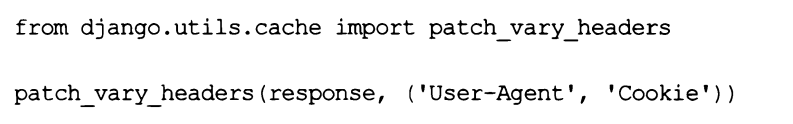 from django.utils.cache import patch_vary_headers
patch_vary_headers(response, ('User-Agent', 'Cookie'))